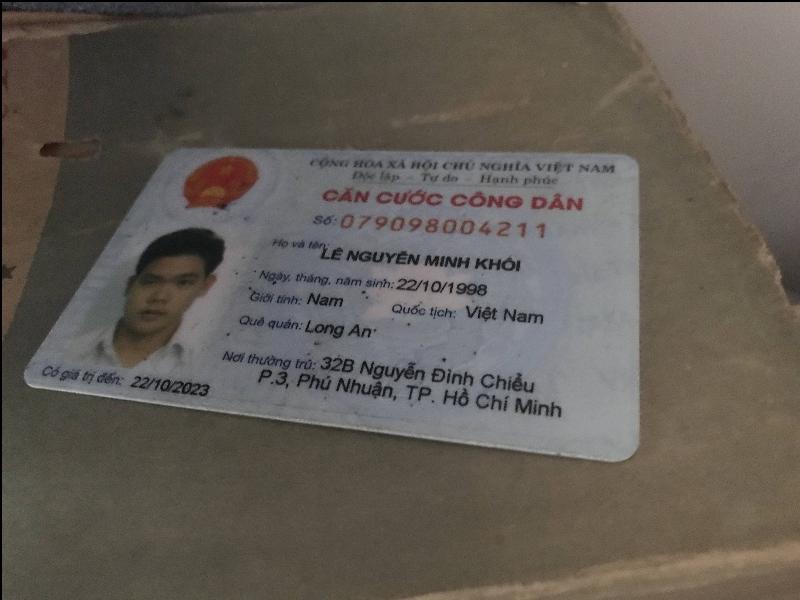 CỘNG HÒA XÃ HỘI CHỦ NGHĨA VIỆT NAM
Độc lập - Tự do - Hạnh phúc
CĂN CƯỚC CÔNG DÂN
Số: 079098004211
Họ và tên: LÊ NGUYÊN MINH KHÔI
Ngày, tháng, năm sinh: 22/10/1998
Giới tính: Nam Quốc tịch: Việt Nam
Quê quán: Long An
Nơi thường trú: 32B Nguyễn Đình Chiểu
P.3, Phú Nhuận, TP. Hồ Chí Minh
Có giá trị đến: 22/10/2023